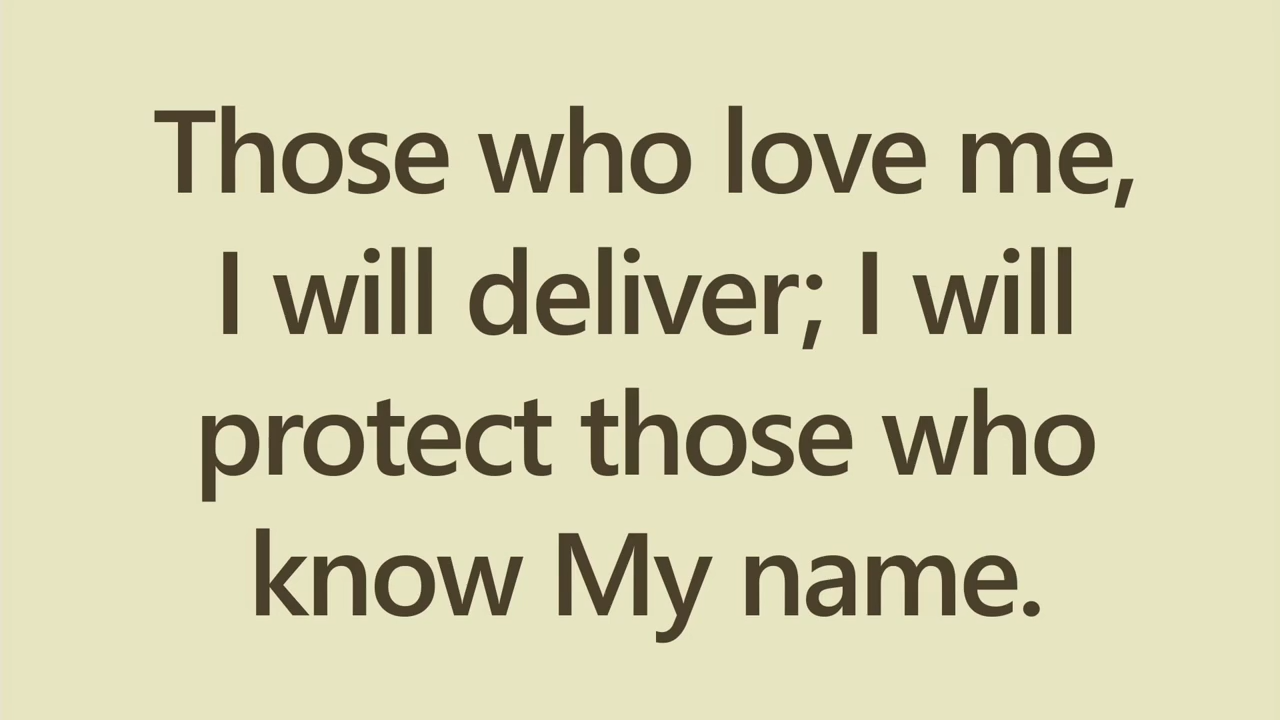 Those who love me,
I will deliver; I will
protect those who
know My name.